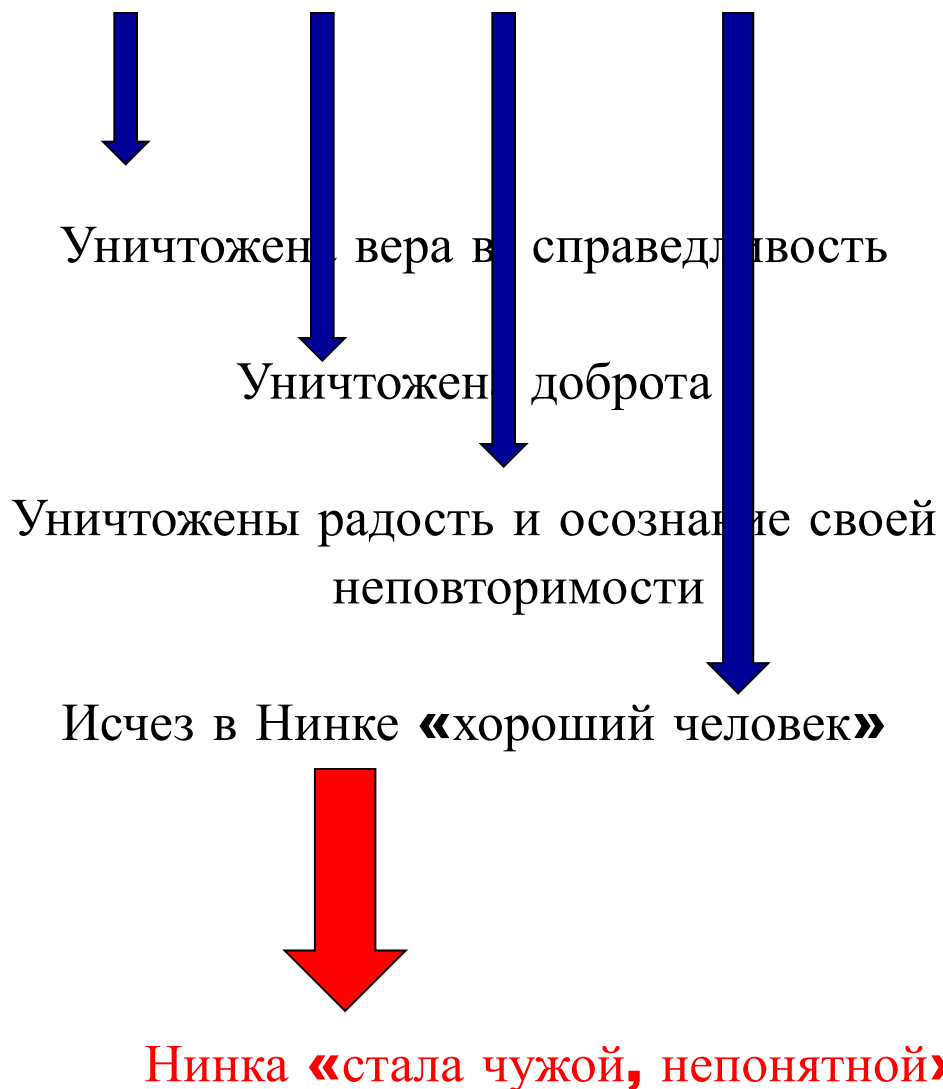 Уничтожена вера в справедливость
Уничтожена доброта
Уничтожены радость и осознание своей
неповторимости
Исчез в Нинке «хороший человек»
Нинка «стала чужой, непонятной»